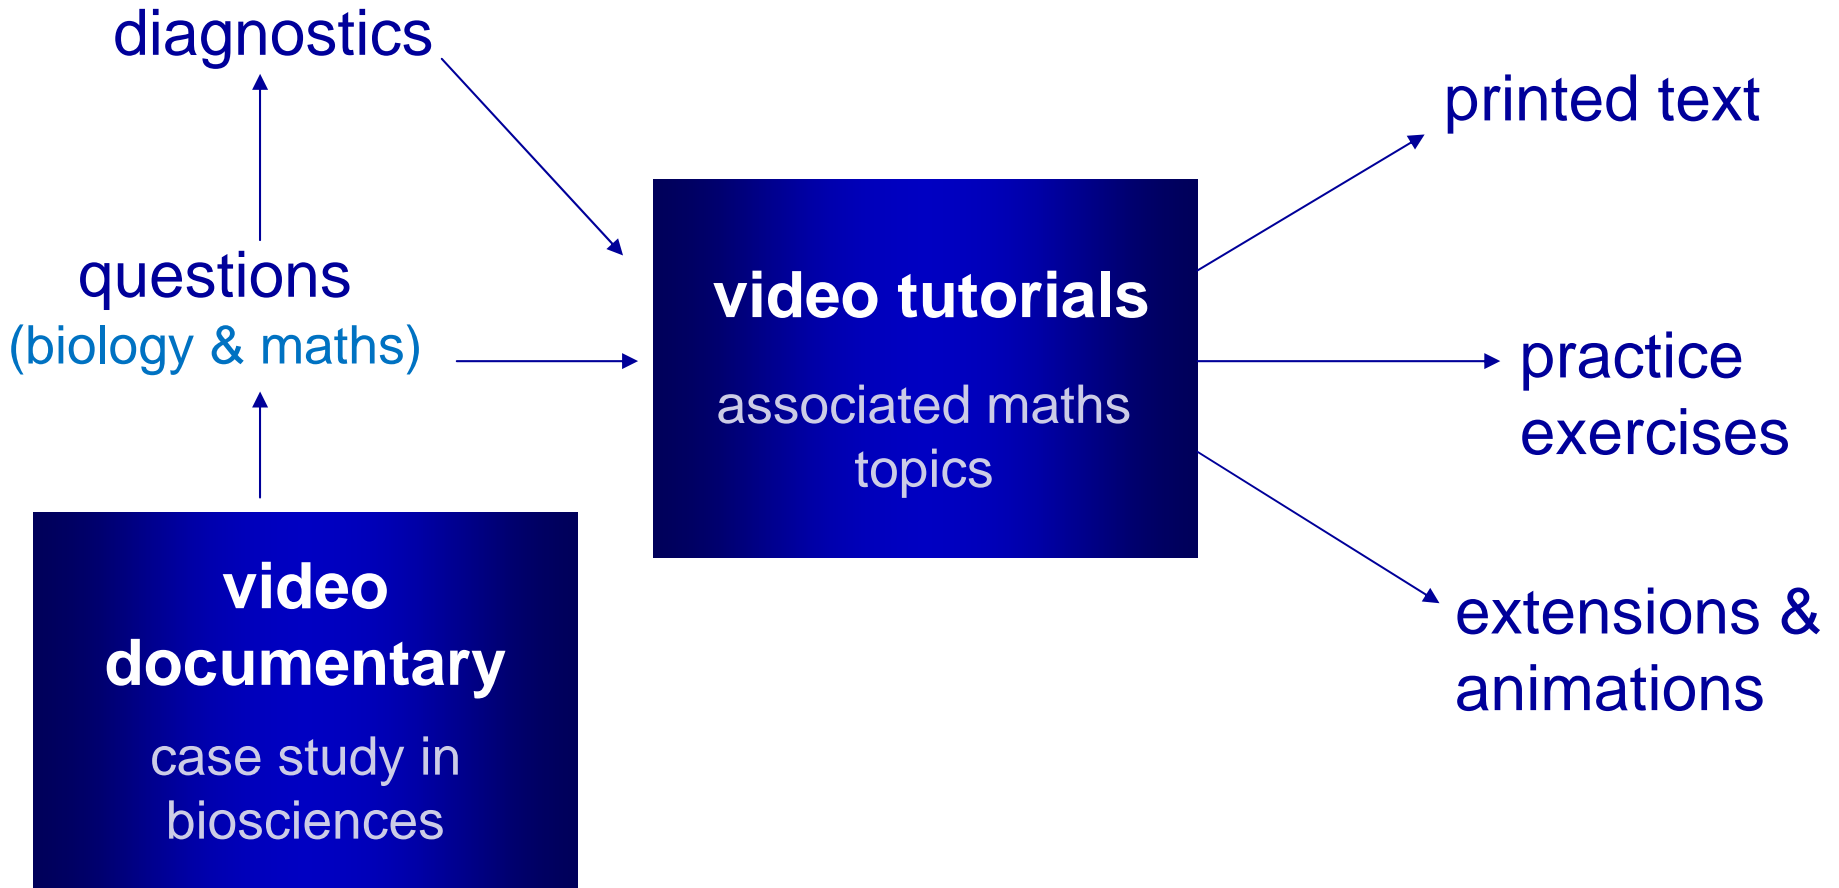 diagnostics
questions
(biology & maths)
video
documentary
case study in
biosciences
video tutorials
associated maths
topics
printed text
practice
exercises
extensions &
animations